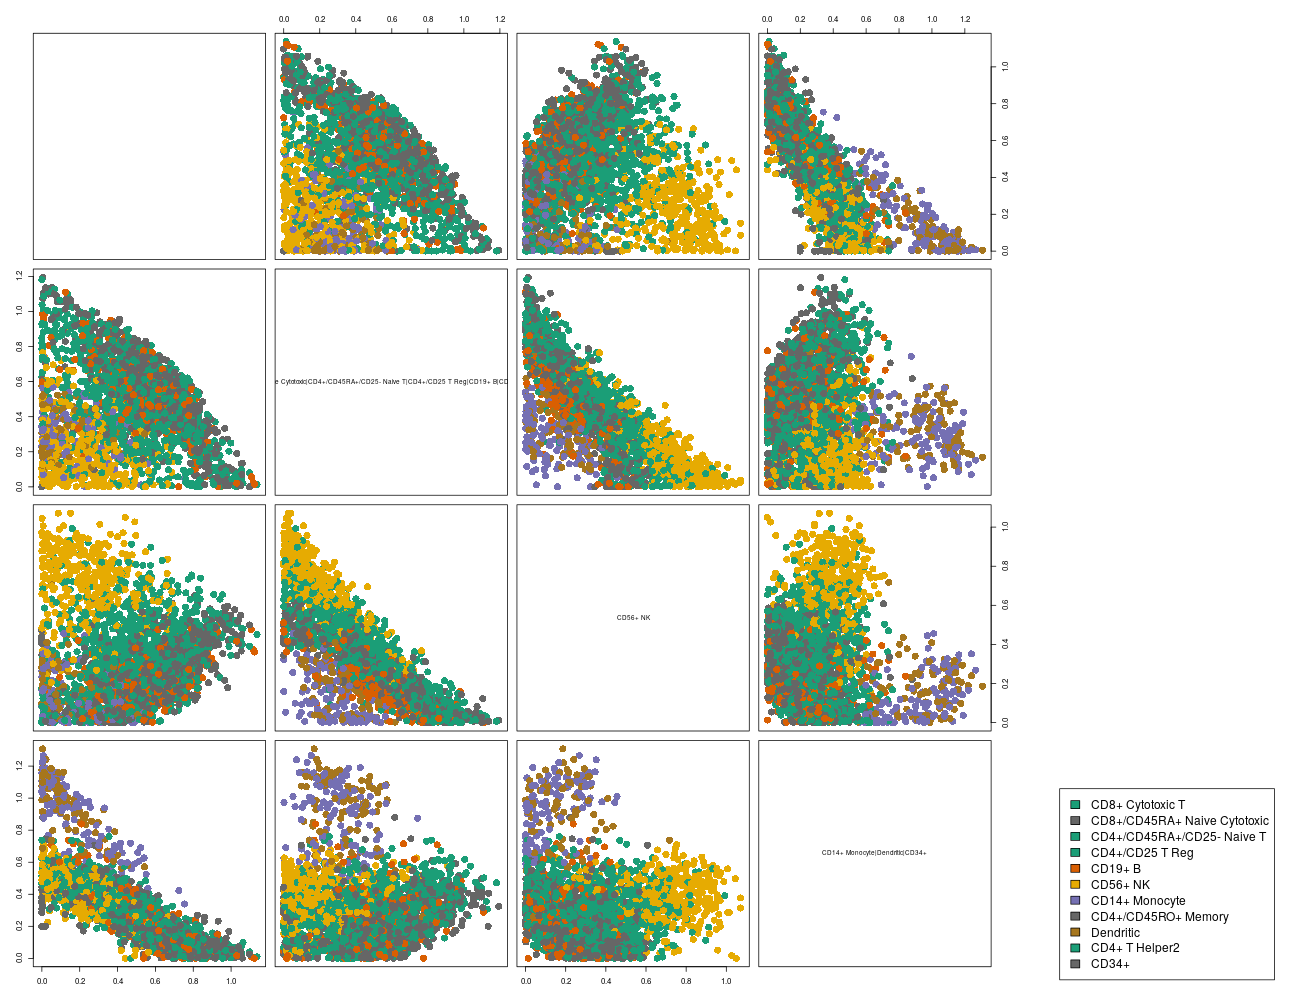 0.0 0.2 0.4 0.6 0.8 1.0 1.2 0.0 0.2 0.4 0.6 0.8 1.0 1.2
0.0 0.2 0.4 0.6 0.8 1.0
0.0 0.2 0.4 0.6 0.8 1.0 1.2
e Cytotoxic|CD4+/CD45RA+/CD25- Naive T|CD4+/CD25 T Reg|CD19+ B|CD
CD56+ NK
0.0 0.2 0.4 0.6 0.8 1.0
0.0 0.2 0.4 0.6 0.8 1.0 1.2
CD14+ Monocyte|Dendritic|CD34+
0.0 0.2 0.4 0.6 0.8 1.0 0.0 0.2 0.4 0.6 0.8 1.0
CD8+ Cytotoxic T
CD8+/CD45RA+ Naive Cytotoxic
CD4+/CD45RA+/CD25- Naive T
CD4+/CD25 T Reg
CD19+ B
CD56+ NK
CD14+ Monocyte
CD4+/CD45RO+ Memory
Dendritic
CD4+ T Helper2
CD34+